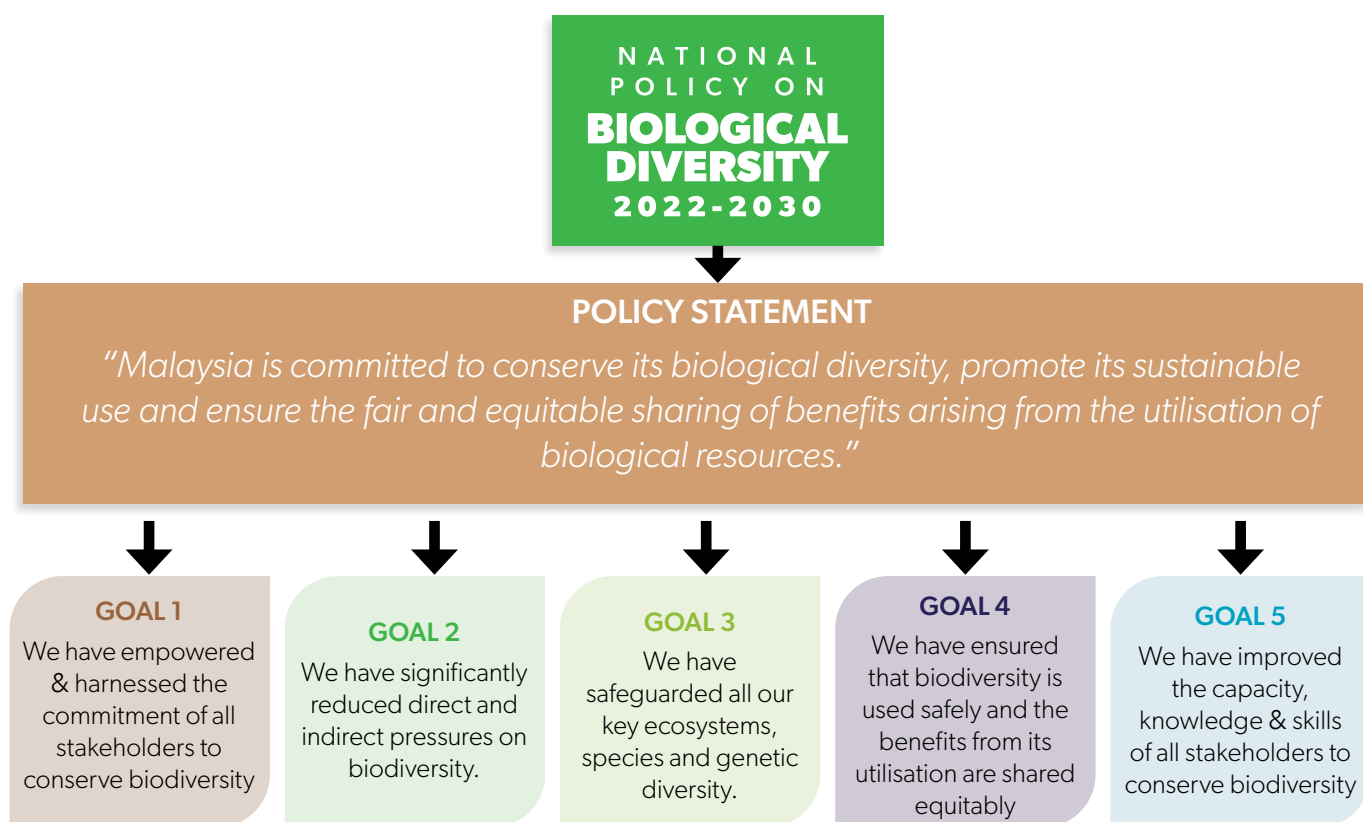 NATIONAL
POLICY ON
BIOLOGICAL
DIVERSITY
2022-2030
POLICY STATEMENT
"Malaysia is committed to conserve its biological diversity, promote its sustainable
use and ensure the fair and equitable sharing of benefits arising from the utilisation of
biological resources."
GOAL 1
We have empowered
& harnessed the
commitment of all
stakeholders to
conserve biodiversity
GOAL 2
We have significantly
reduced direct and
indirect pressures on
biodiversity.
GOAL 3
We have
safeguarded all our
key ecosystems,
species and genetic
diversity.
GOAL 4
We have ensured
that biodiversity is
used safely and the
benefits from its
utilisation are shared
equitably
GOAL 5
We have improved
the capacity,
knowledge & skills
of all stakeholders to
conserve biodiversity